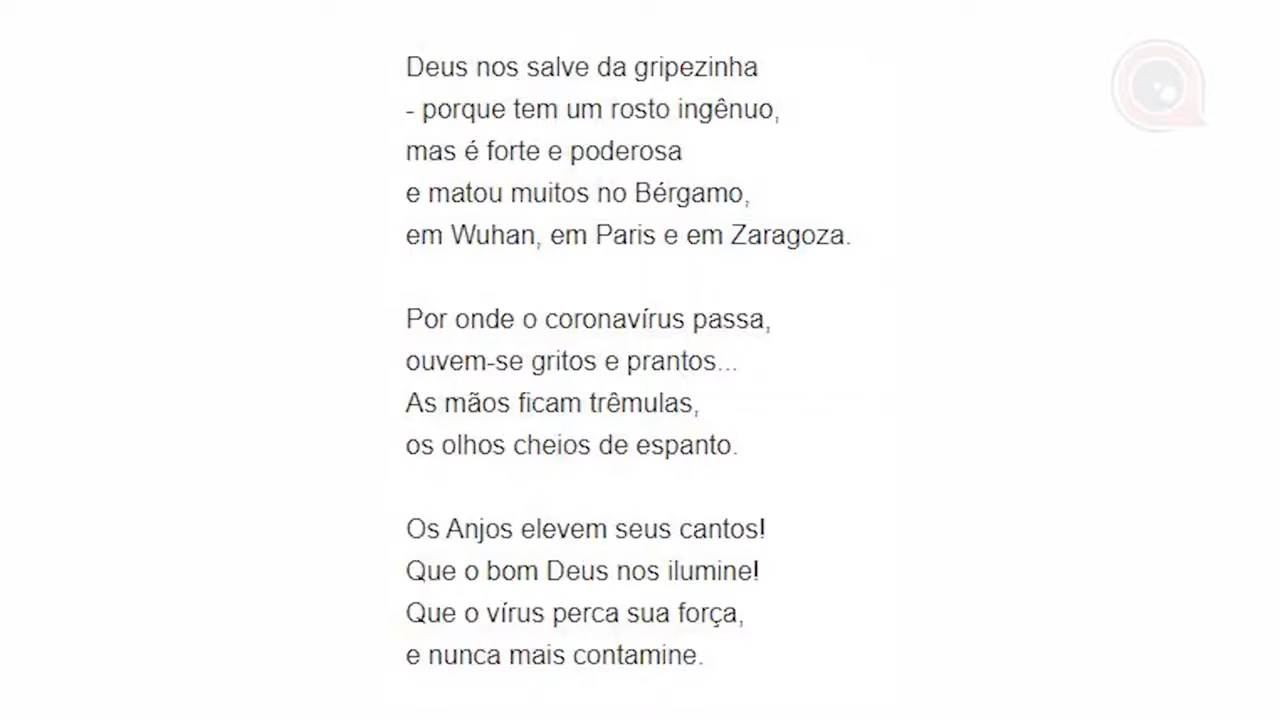 Deus nos salve da gripezinha
- porque tem um rosto ingênuo,
mas é forte e poderosa
e matou muitos no Bérgamo,
em Wuhan, em Paris e em Zaragoza.
Por onde o coronavírus passa,
ouvem-se gritos e prantos...
As mãos ficam trêmulas,
os olhos cheios de espanto.
Os Anjos elevem seus cantos!
Que o bom Deus nos ilumine!
Que o vírus perca sua força,
e nunca mais contamine.